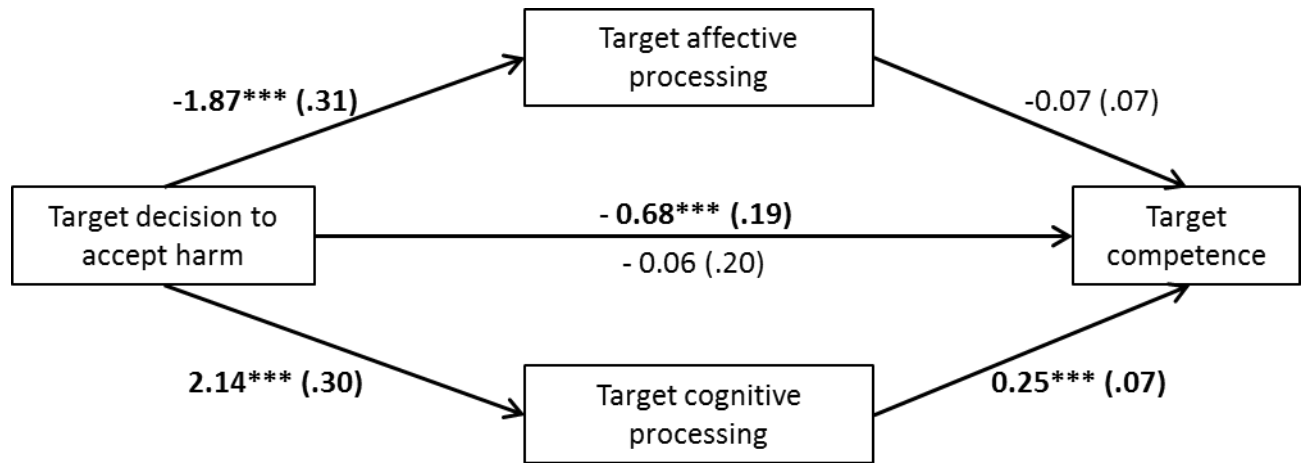 Target affective
processing
-1.87*** (.31)
-0.07 (.07)
Target decision to
accept harm
- 0.68*** (.19)
- 0.06 (.20)
Target
competence
2.14*** (.30)
Target cognitive
processing
0.25*** (.07)